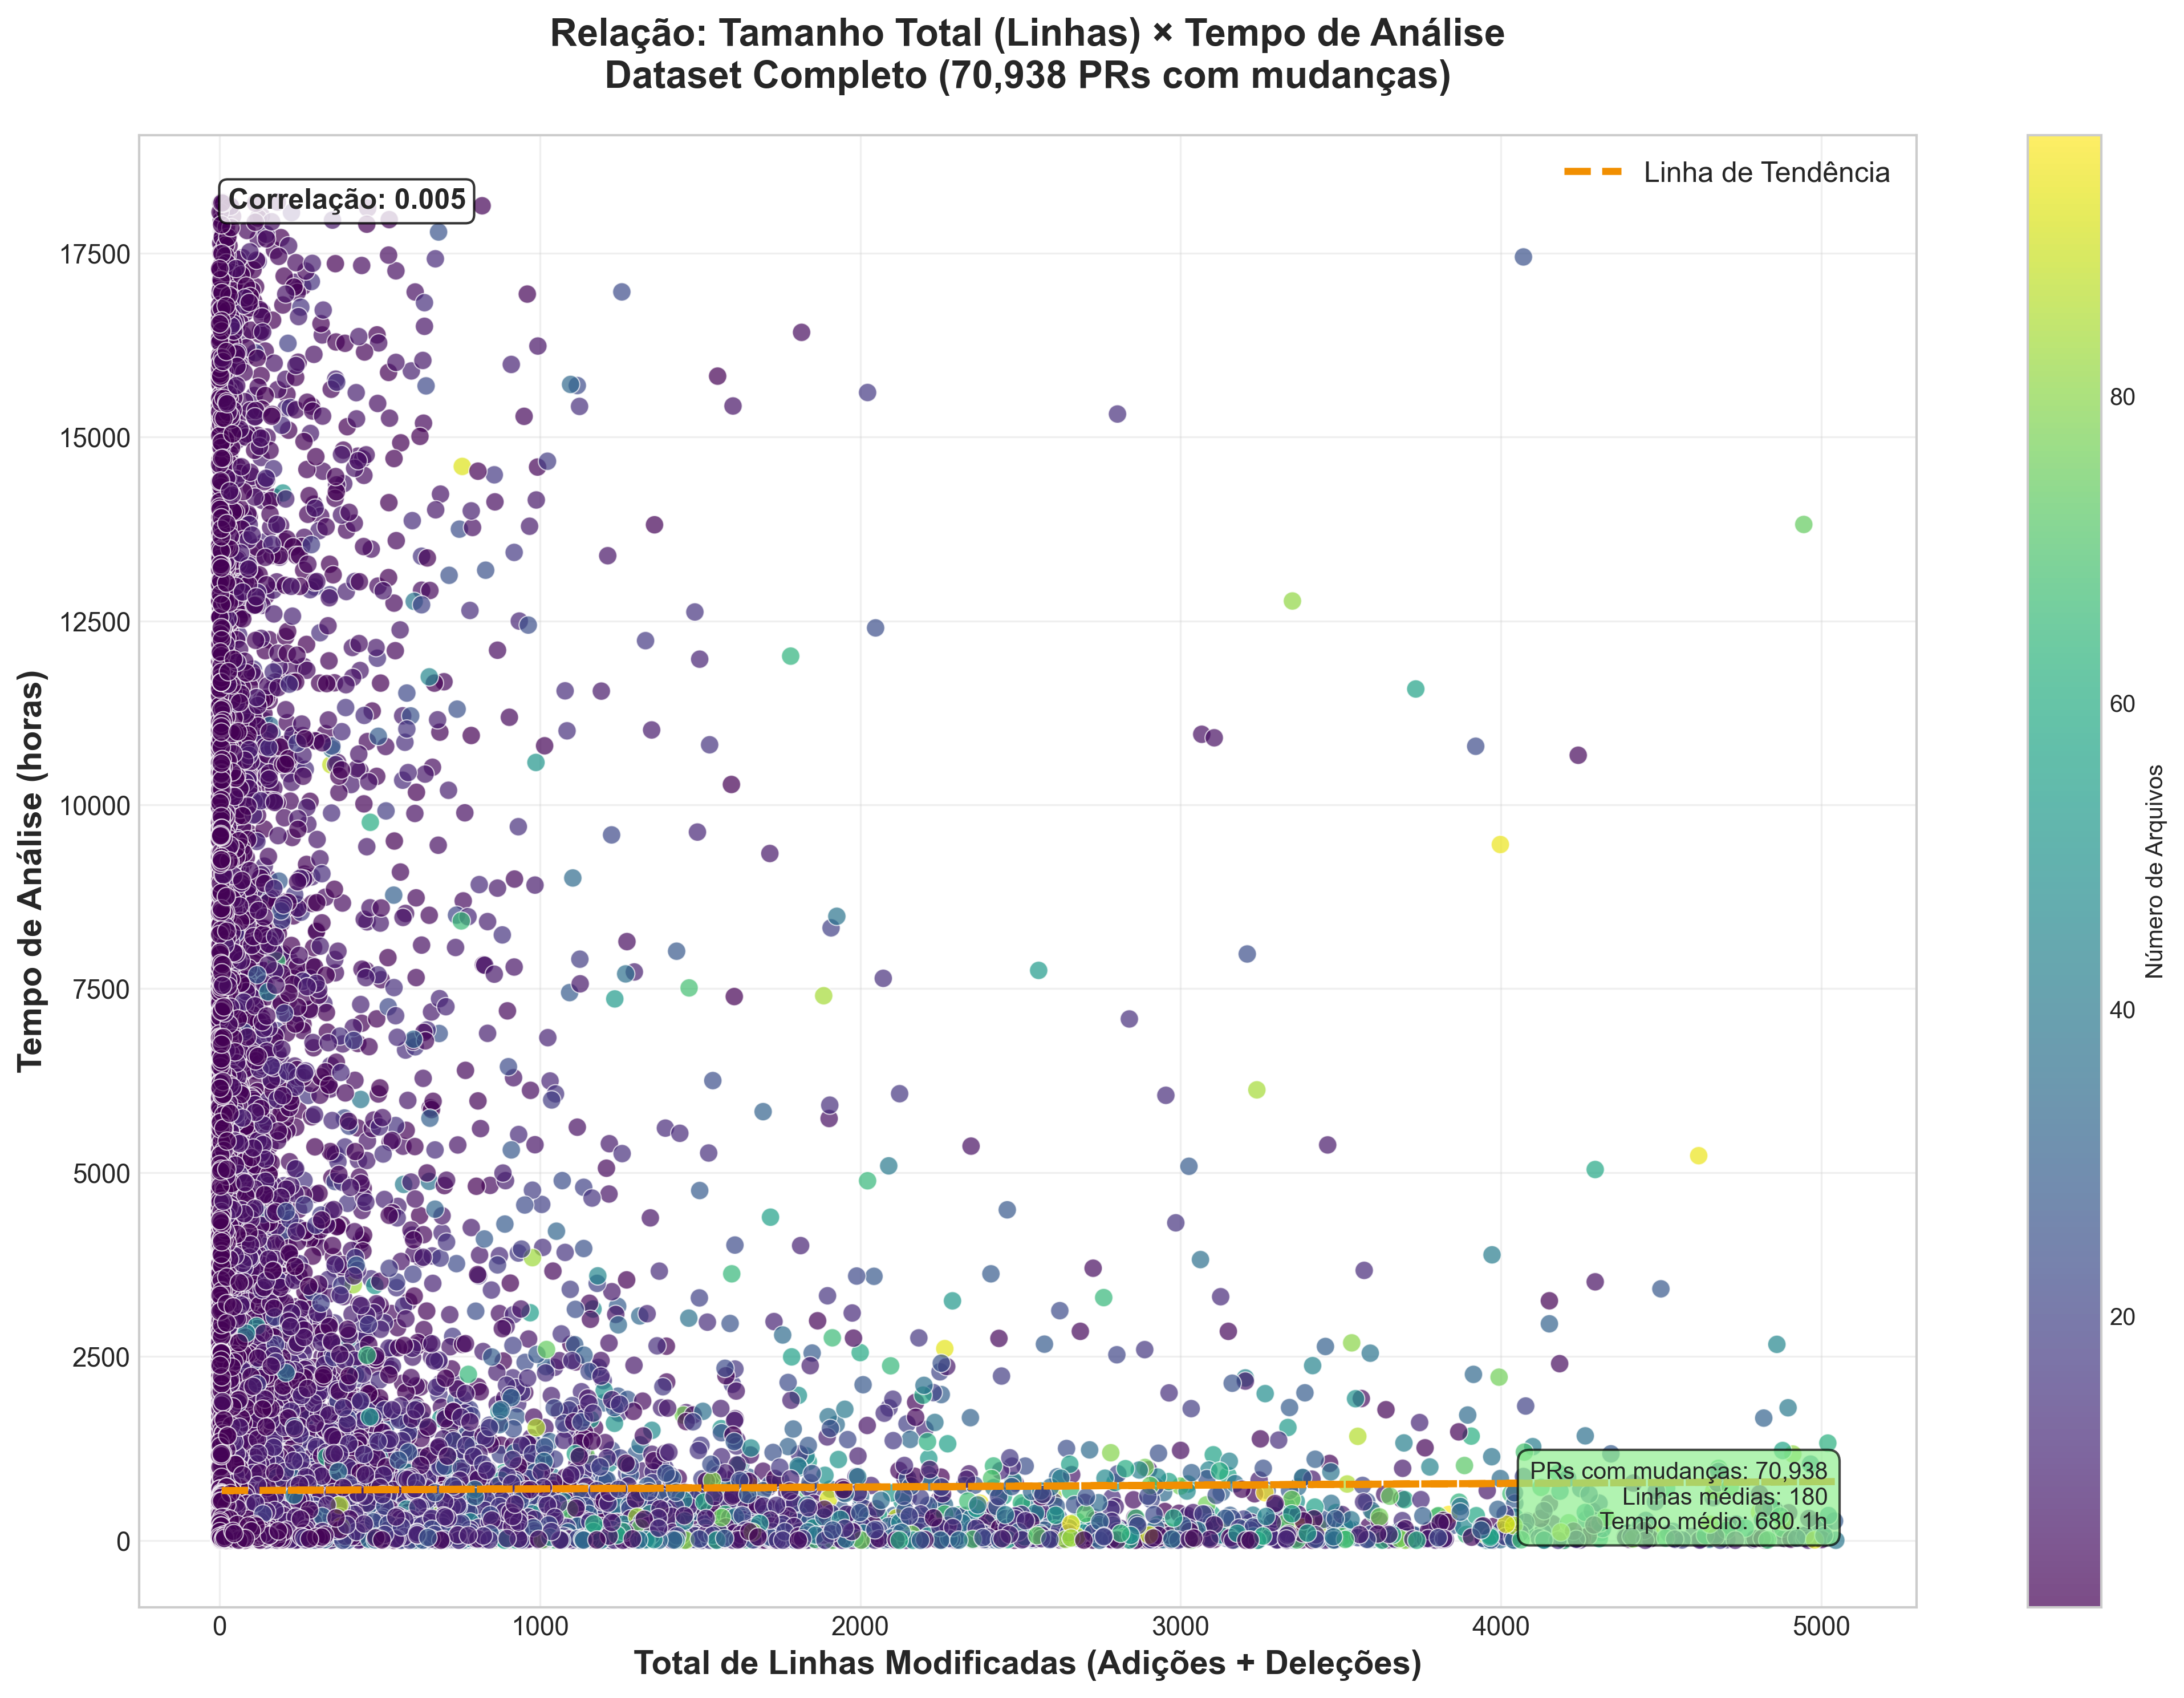 Relação: Tamanho Total (Linhas) × Tempo de Análise
Dataset Completo (70,938 PRs com mudanças)
Correlação: 0.005
Linha de Tendência
Tempo de Análise (horas)
17500
15000
12500
10000
7500
5000
2500
0
PRs com mudanças: 70,938
Linhas médias: 180
Tempo médio: 680.1h
0
1000
2000
3000
4000
5000
Total de Linhas Modificadas (Adições + Deleções)
80
60
40
20
Número de Arquivos